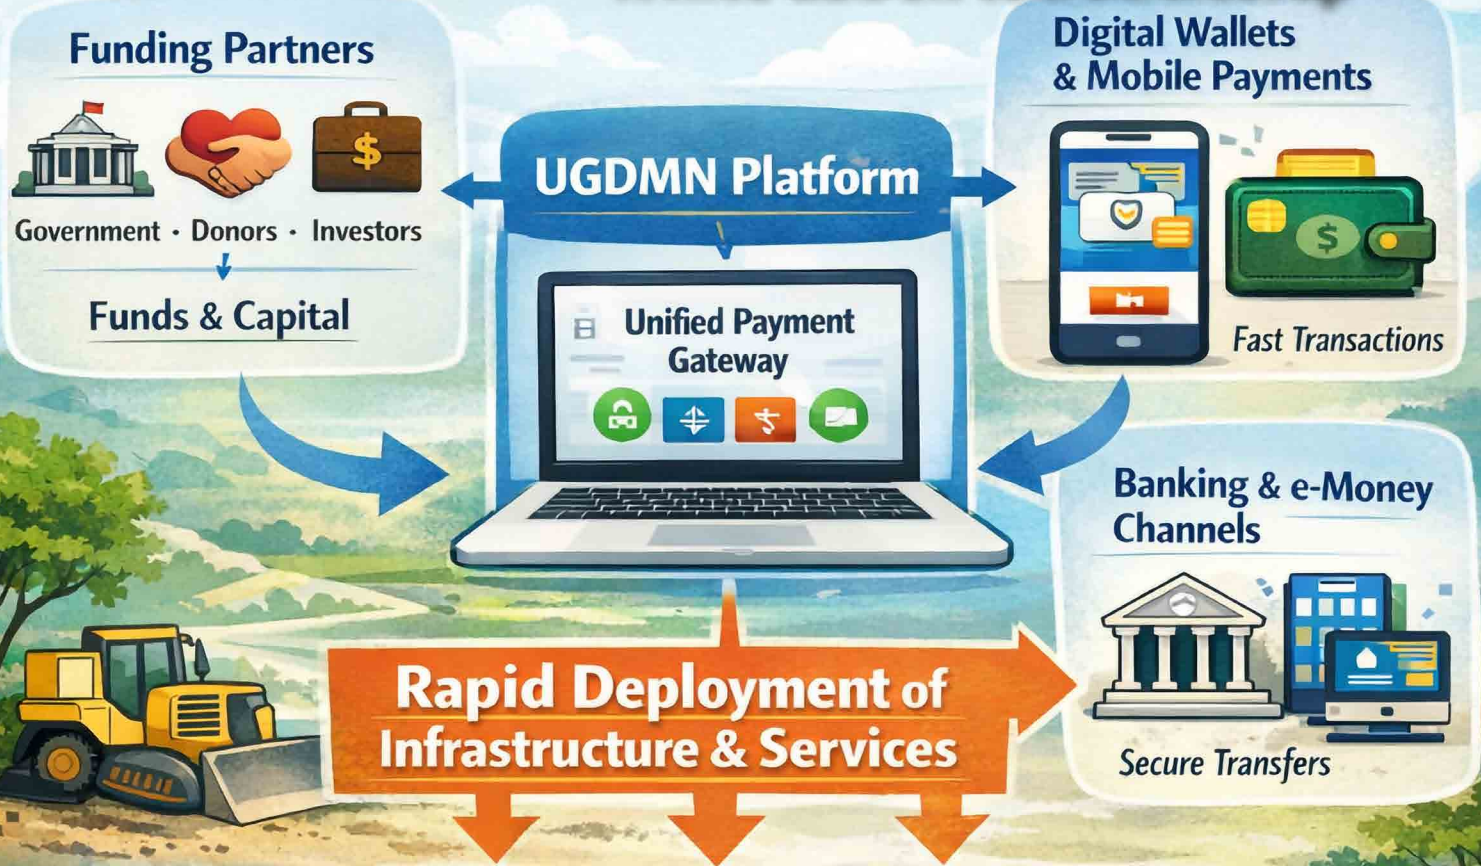 Funding Partners
Government · Donors · Investors
Funds & Capital
UGDMN Platform
Unified Payment
Gateway
Digital Wallets
& Mobile Payments
Fast Transactions
Banking & e-Money
Channels
Secure Transfers
Rapid Deployment of
Infrastructure & Services